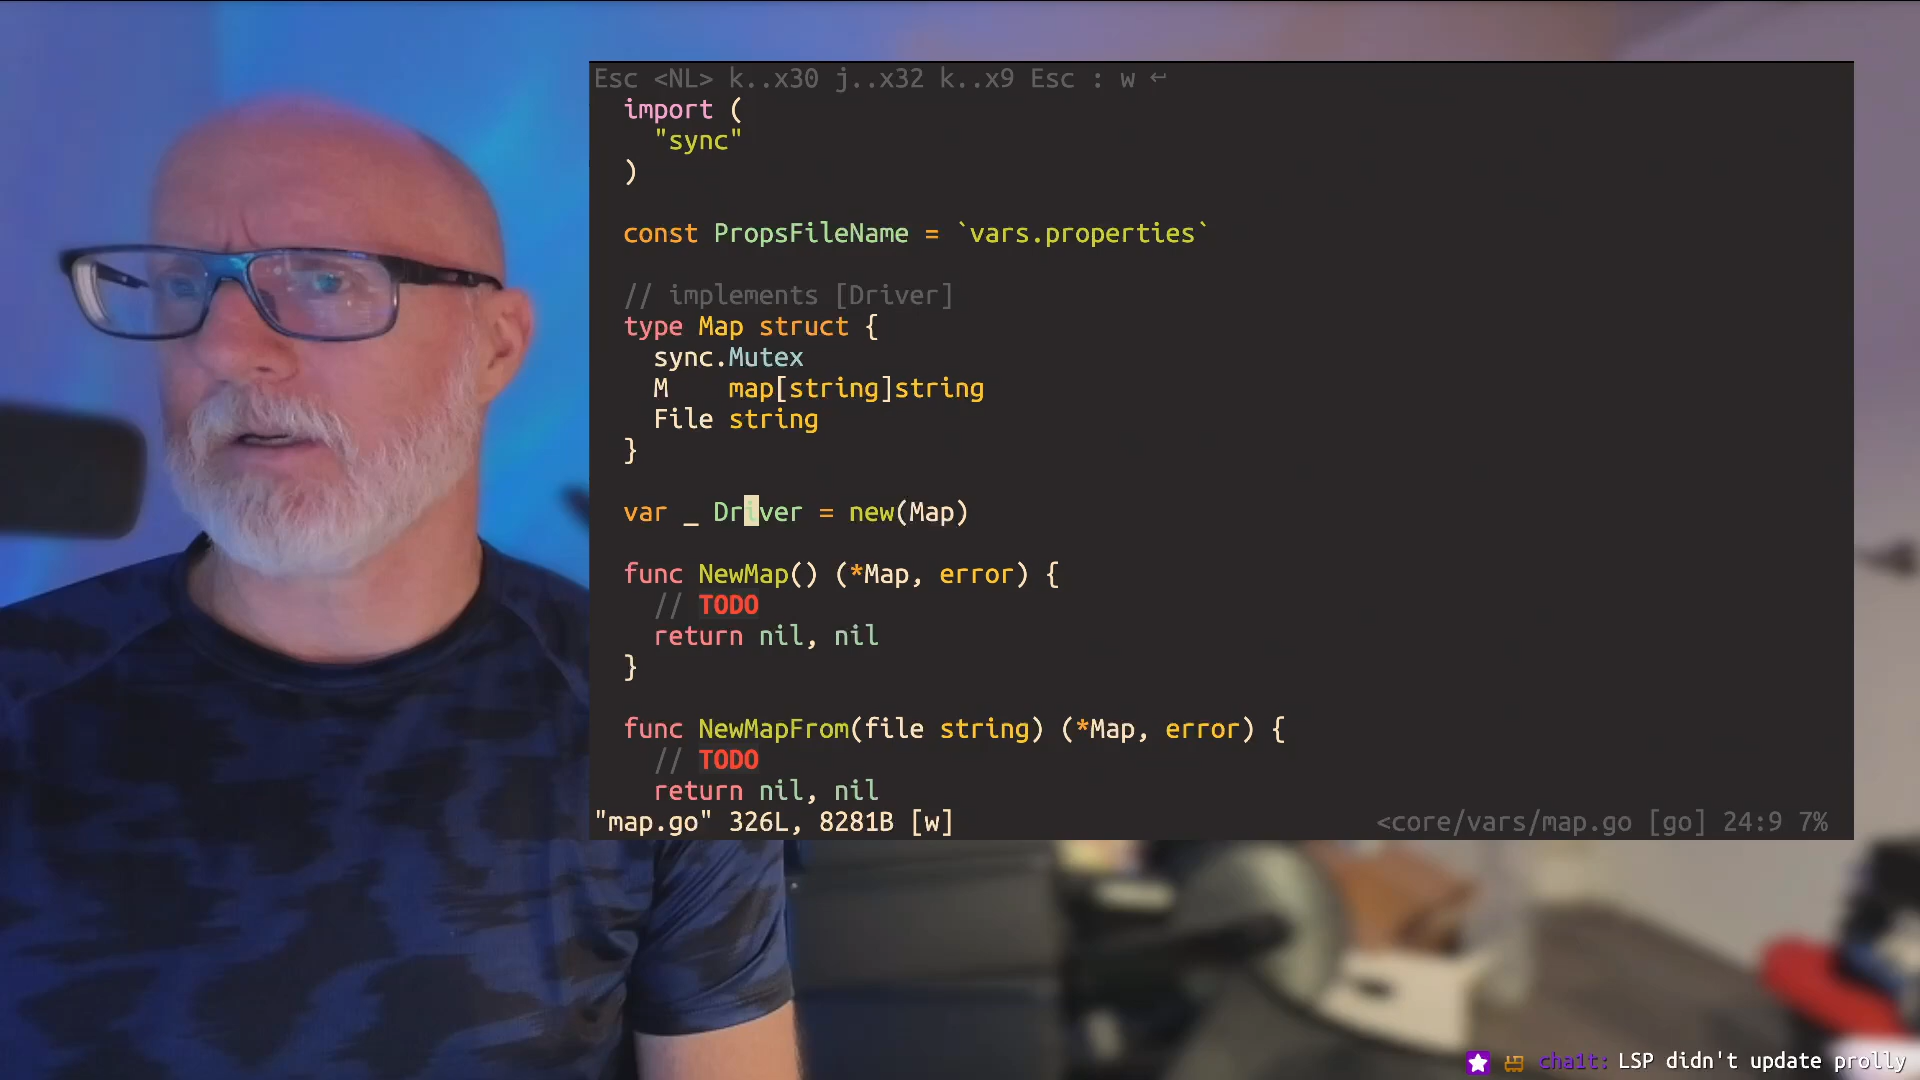 Esc <NL> k..x30 j..x32 k..x9 Esc : w ↩
import (
"sync"
)
const PropsFileName = `vars.properties`
// implements [Driver]
type Map struct {
sync.Mutex
M map[string]string
File string
}
var _ Driver = new(Map)
func NewMap() (*Map, error) {
// TODO
return nil, nil
}
func NewMapFrom(file string) (*Map, error) {
// TODO
return nil, nil
"map.go" 326L, 8281B [w] <core/vars/map.go [go] 24:9 7%
cha1t: LSP didn't update prolly